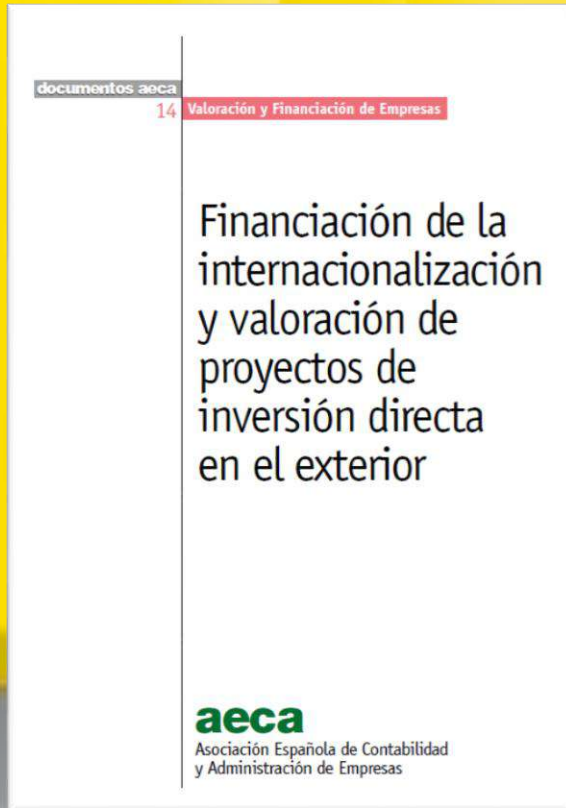 documentos aeca
14 Valoración y Financiación de Empresas
Financiación de la
internacionalización
y valoración de
proyectos de
inversión directa
en el exterior
aeca
Asociación Española de Contabilidad
y Administración de Empresas